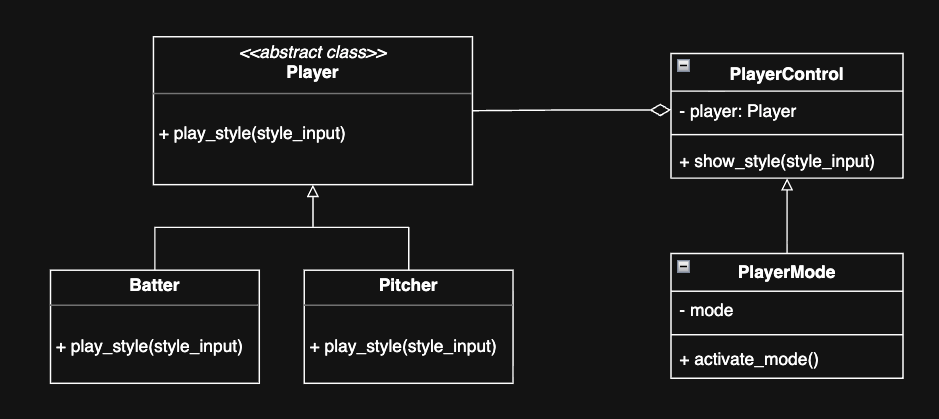 <<abstract class>>
Player
+ play_style(style_input)
PlayerControl
- player: Player
+ show_style(style_input)
Batter
+ play_style(style_input)
Pitcher
+ play_style(style_input)
PlayerMode
- mode
+ activate_mode()